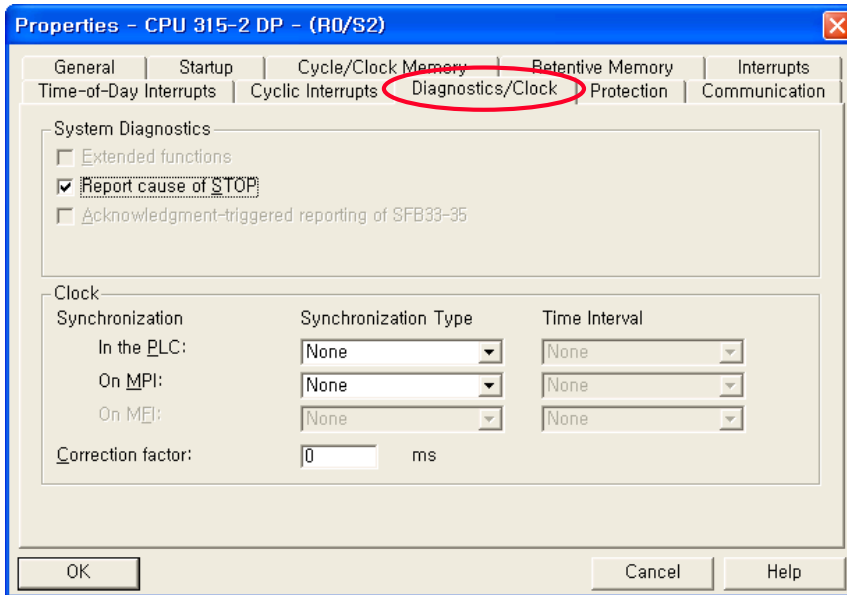 Properties - CPU 315-2 DP - (R0/S2)
General Startup Cycle/Clock Memory Retentive Memory Interrupts
Time-of-Day Interrupts Cyclic Interrupts Diagnostics/Clock Protection Communication
System Diagnostics
Extended functions
Report cause of STOP
Acknowledgment-triggered reporting of SFB33-35
Clock
Synchronization Synchronization Type Time Interval
In the PLC: None None
On MPI: None None
On MFI: None None
Correction factor: 0 ms
OK Cancel Help